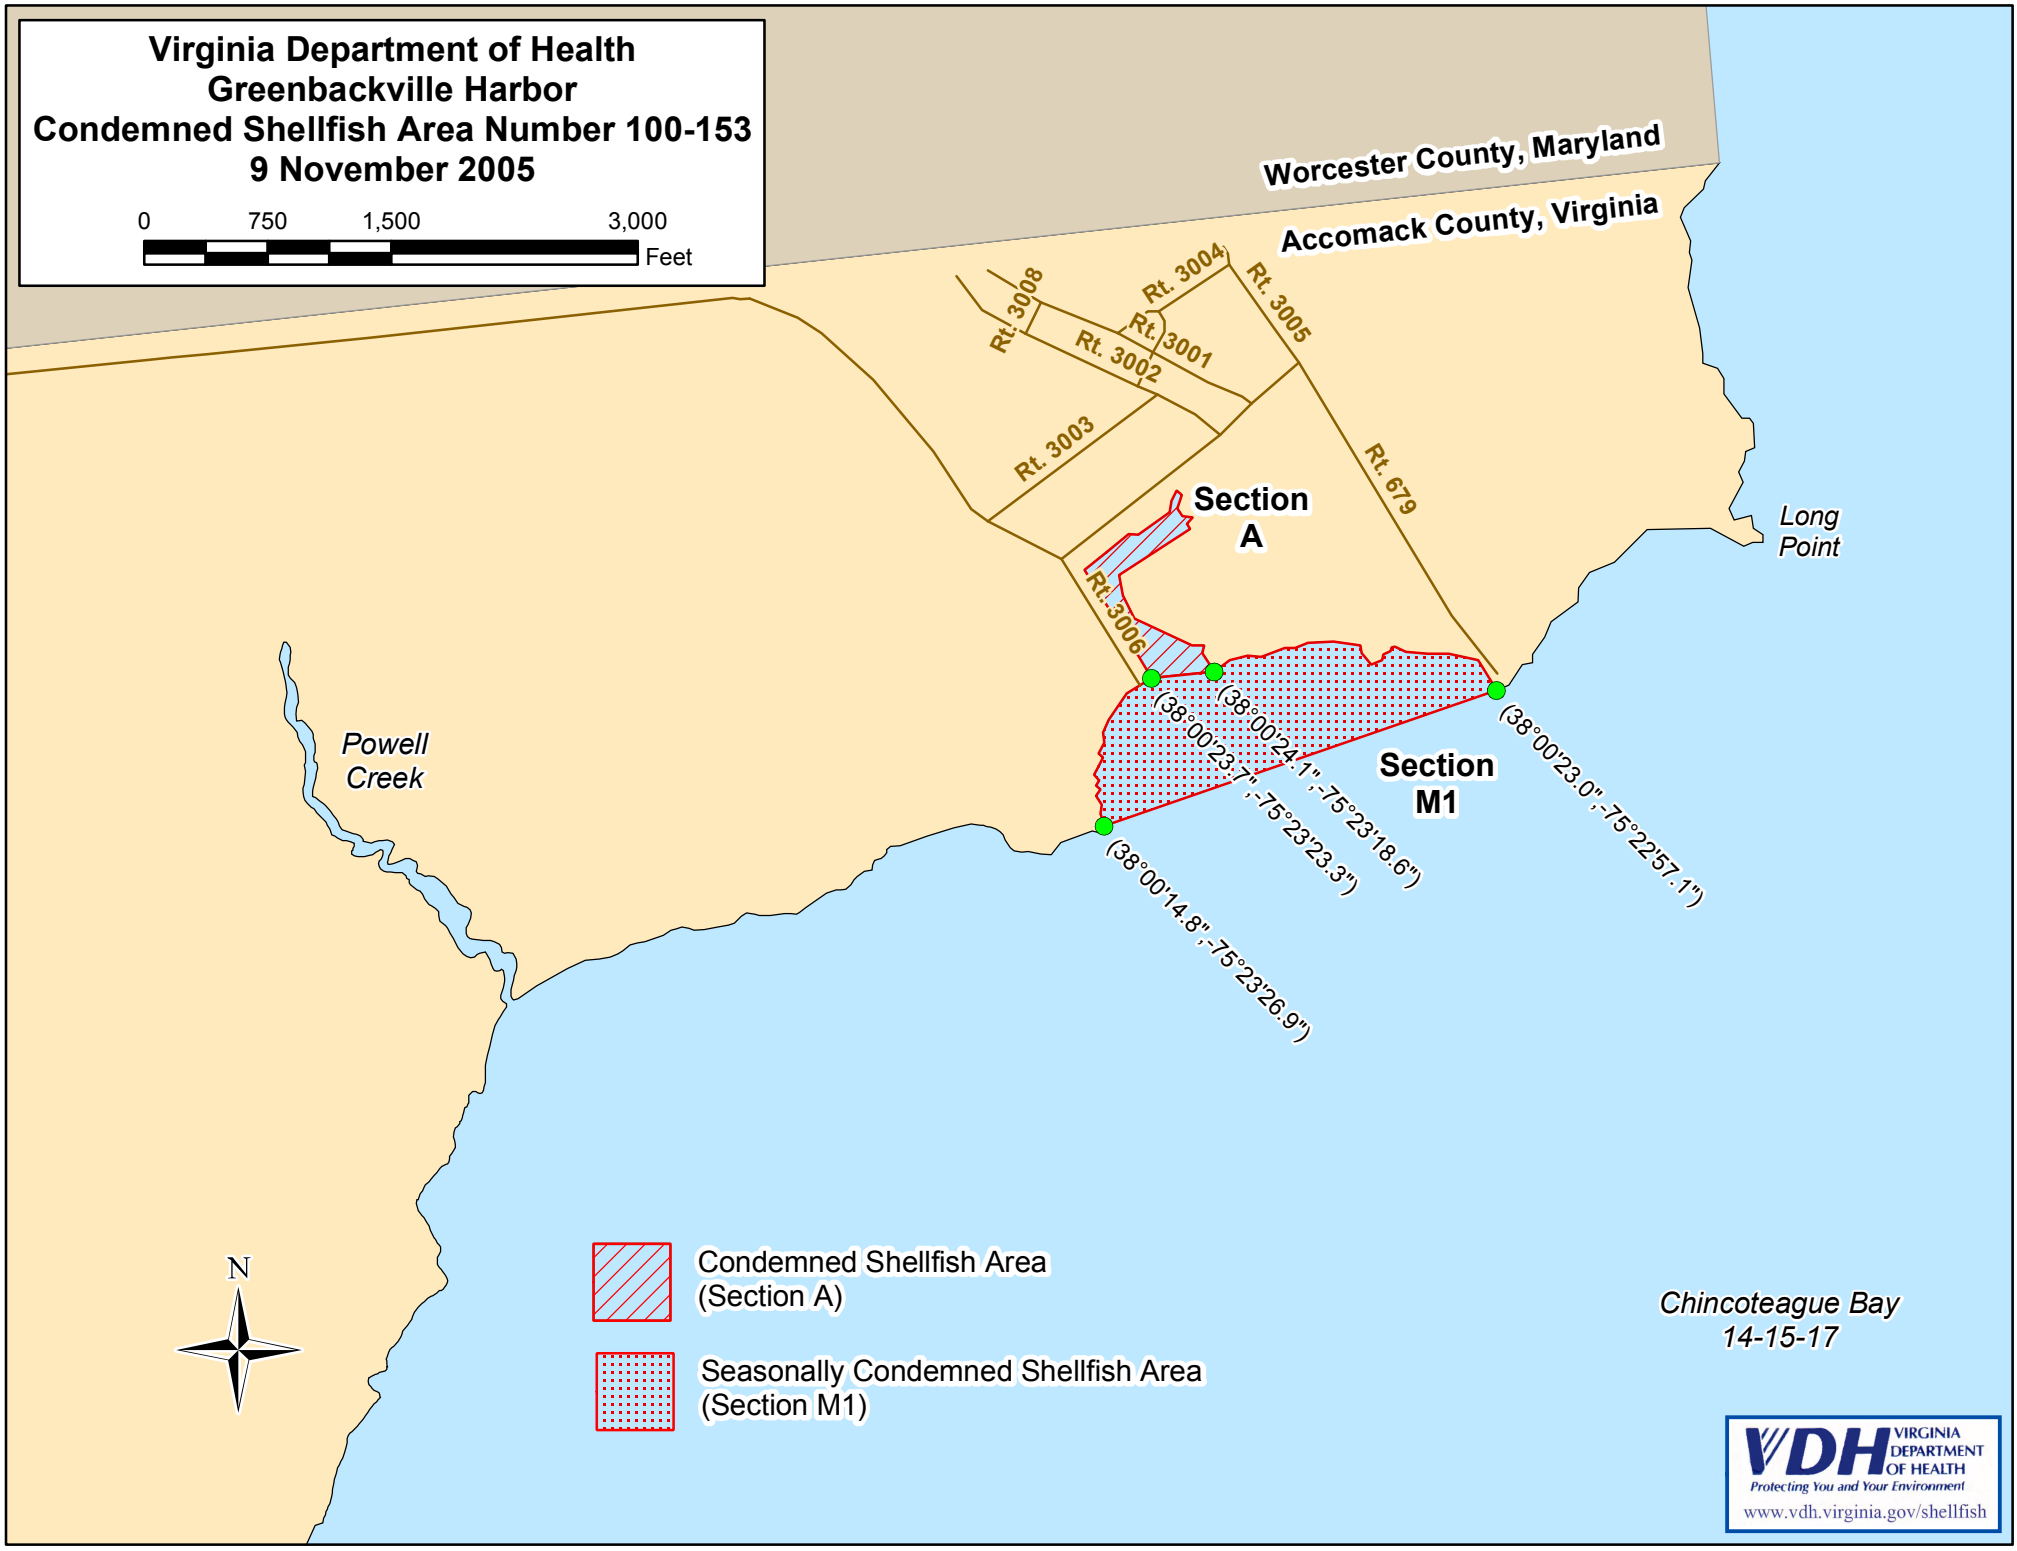 Virginia Department of Health
Greenbackville Harbor
Condemned Shellfish Area Number 100-153
9 November 2005
0 750 1,500 3,000
Feet
Worcester County, Maryland
Accomack County, Virginia
Rt. 3008
Rt. 3004
Rt. 3005
Rt. 3001
Rt. 3002
Rt. 3003
Rt. 679
Section
A
Long
Point
Rt. 3006
Powell
Creek
(38°00'23.7",-75°23'23.3")
(38°00'24.1",-75°23'18.6")
(38°00'23.0",-75°22'57.1")
Section
M1
(38°00'14.8",-75°23'26.9")
N
Condemned Shellfish Area
(Section A)
Seasonally Condemned Shellfish Area
(Section M1)
Chincoteague Bay
14-15-17
VDH
VIRGINIA
DEPARTMENT
OF HEALTH
Protecting You and Your Environment
www.vdh.virginia.gov/shellfish